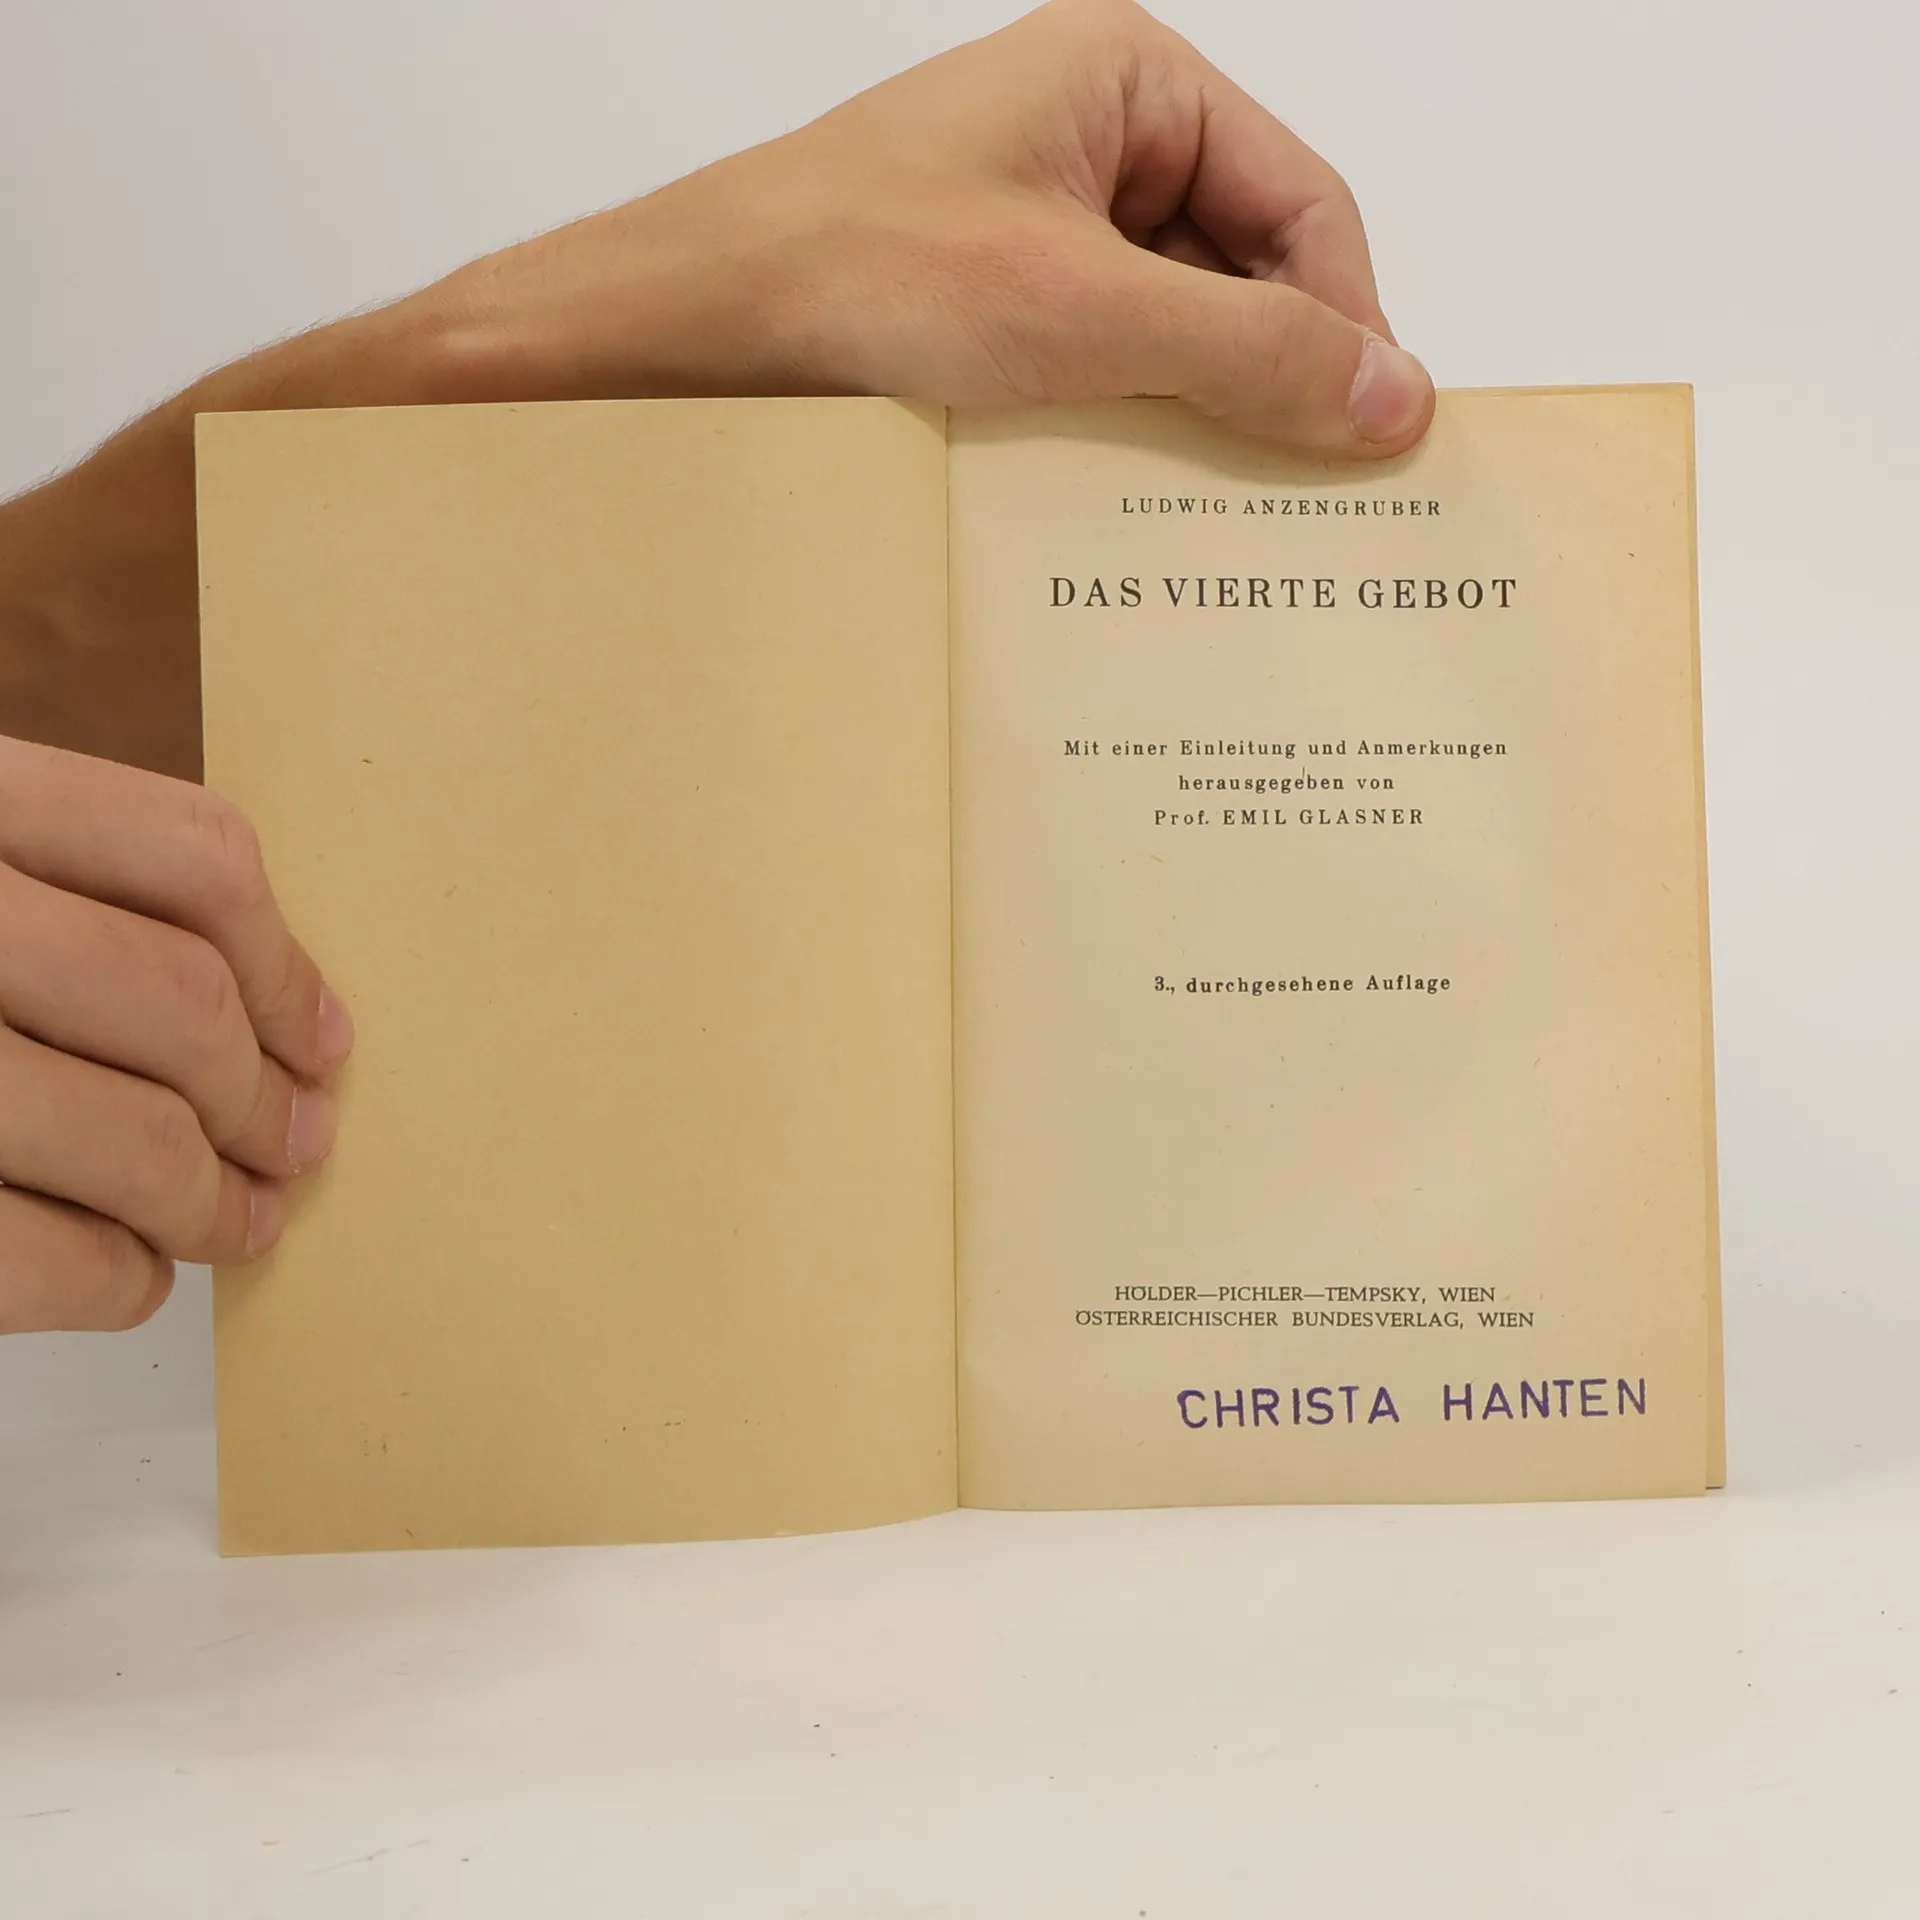 LUDWIG ANZENGRUBER
DAS VIERTE GEBOT
Mit einer Einleitung und Anmerkungen
herausgegeben von
Prof. EMIL GLASNER
3., durchgesehene Auflage
HÖLDER—PICHLER—TEMPSKY, WIEN
ÖSTERREICHISCHER BUNDESVERLAG, WIEN
CHRISTA HANTEN